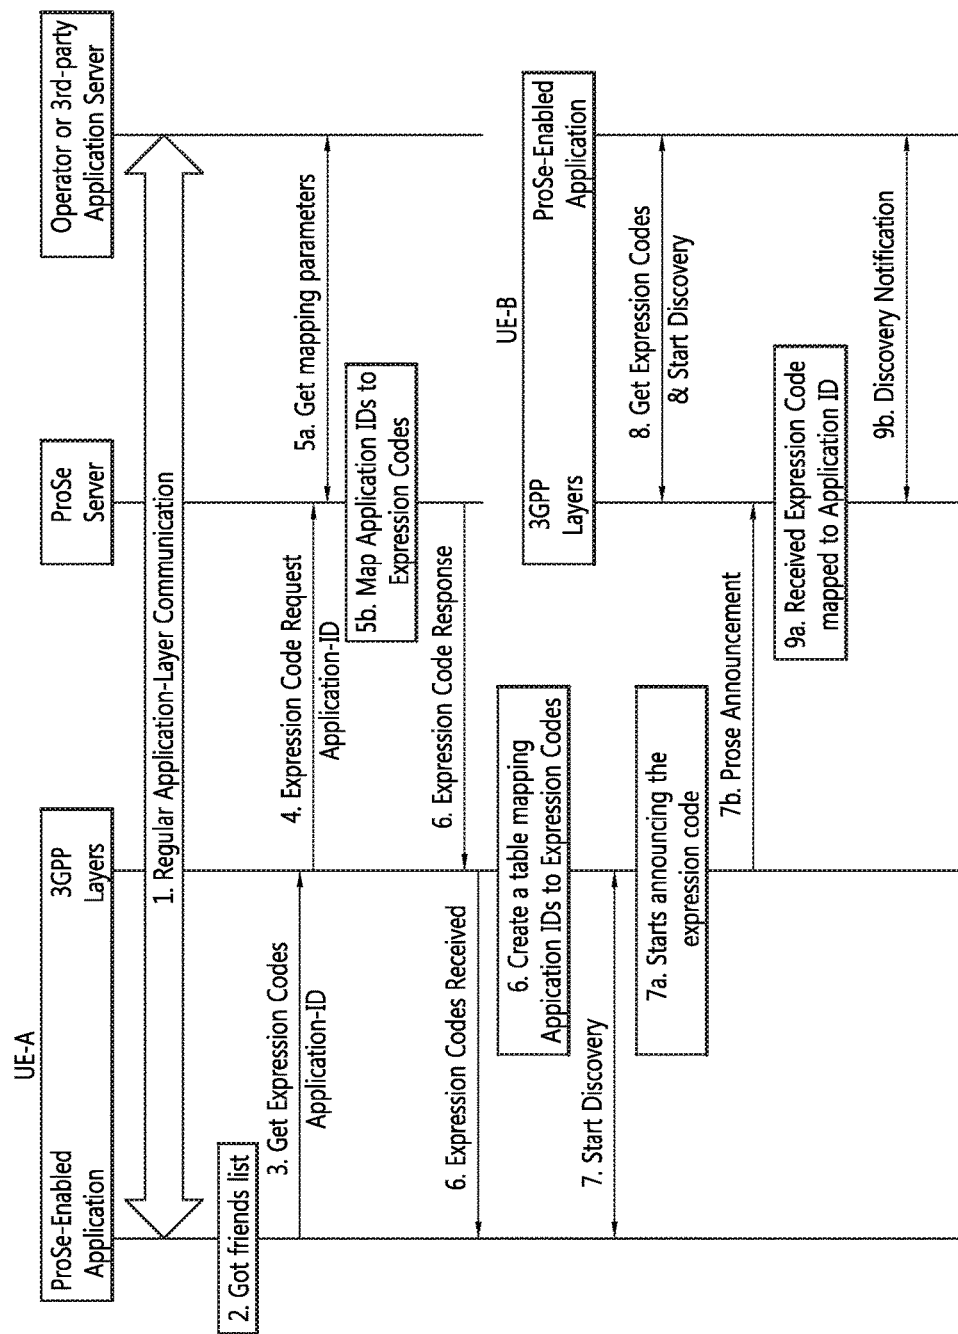 UE-A
ProSe-Enabled
Application
3GPP
Layers
ProSe
Server
Operator or 3rd-party
Application Server
1. Regular Application-Layer Communication
2. Got friends list
3. Get Expression Codes
Application-ID
4. Expression Code Request
Application-ID
5a. Get mapping parameters
5b. Map Application IDs to
Expression Codes
6. Expression Code Response
6. Expression Codes Received
6. Create a table mapping
Appication IDs to Expression Codes
UE-B
3GPP
Layers
ProSe-Enabled
Application
7. Start Discovery
8. Get Expression Codes
& Start Discovery
7a. Starts announcing the
expression code
7b. Prose Announcement
9a. Received Expression Code
mapped to Application ID
9b. Discovery Notification